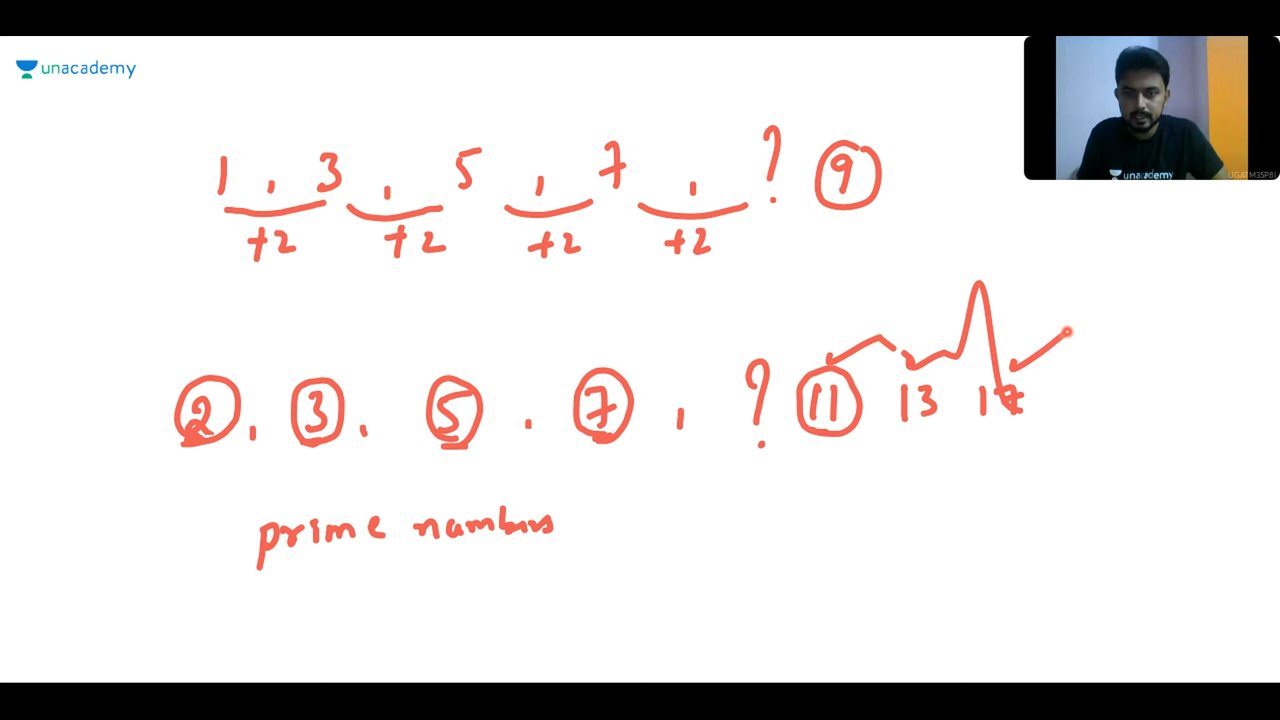 unacademy
1, 3, 5, 7, ? 9
+2 +2 +2 +2
2, 3, 5, 7, ? 11 13 17
prime numbers
unacademy
UGATM35P8I